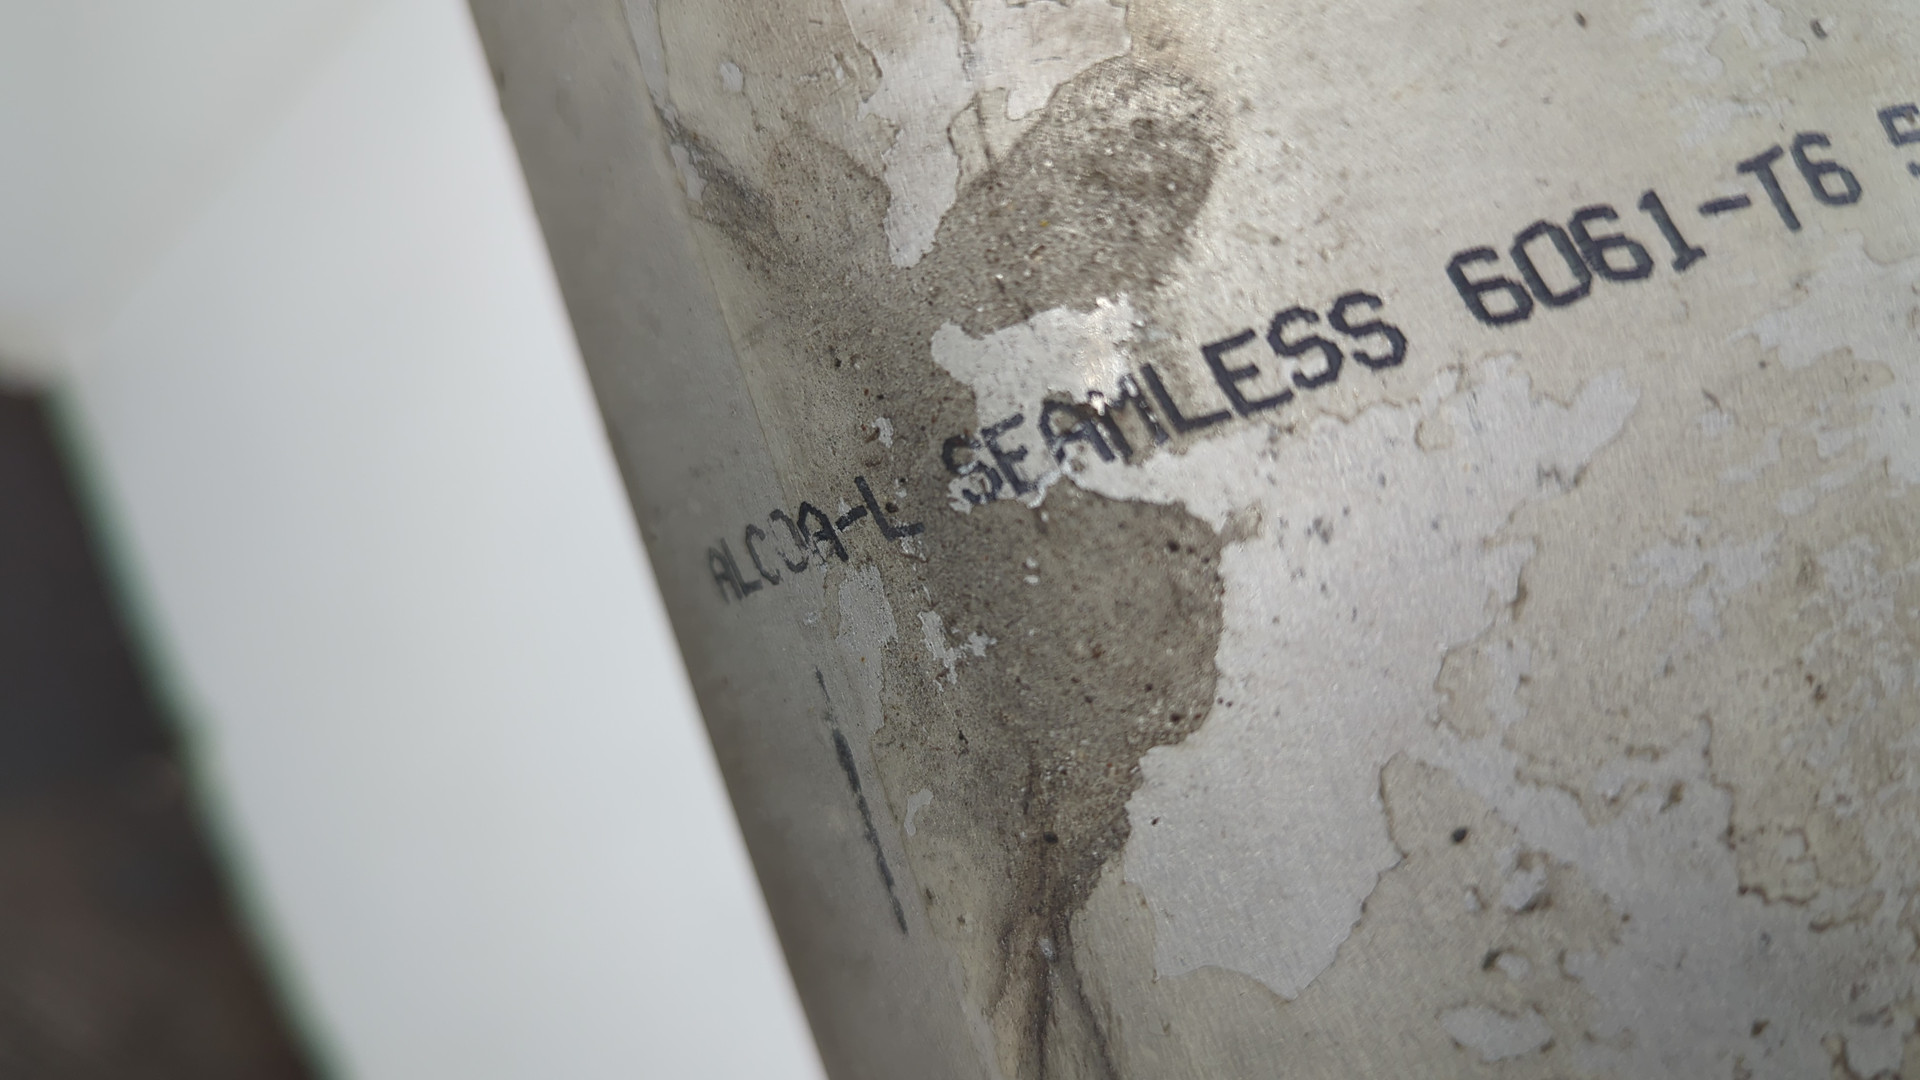 ALCOA-L SEAMLESS 6061-T6 S